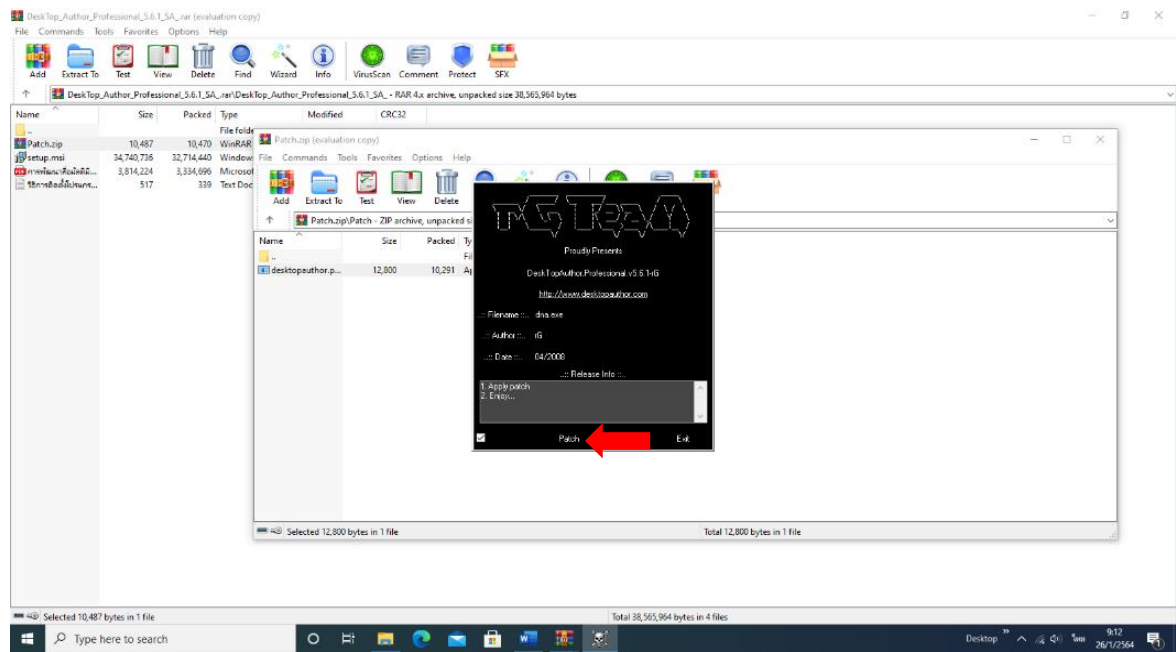 DeskTop_Author_Professional_5.6.1_SA_.rar (evaluation copy)
File Commands Tools Favorites Options Help
Add Extract To Test View Delete Find Wizard Info VirusScan Comment Protect SFX
DeskTop_Author_Professional_5.6.1_SA_.rar\DeskTop_Author_Professional_5.6.1_SA_ - RAR 4.x archive, unpacked size 38,565,964 bytes
Name Size Packed Type Modified CRC32
.. File folde
Patch.zip 10,487 10,470 WinRAR
setup.msi 34,740,736 32,714,440 Window
3,814,224 3,334,696 Microsof
517 339 Text Doc
Patch.zip (evaluation copy)
File Commands Tools Favorites Options Help
Add Extract To Test View Delete
Patch.zip\Patch - ZIP archive, unpacked si
Name Size Packed Ty
.. Fil
desktopauthor.p... 12,800 10,291 Ap
rG TeaM
Proudly Presents
DeskTopAuthor.Professional.v5.6.1-rG
http://www.desktopauthor.com
..:: Filename ::.. dna.exe
..:: Author ::.. rG
..:: Date ::.. 04/2008
..:: Release Info ::..
1. Apply patch
2. Enjoy...
Patch Exit
Selected 12,800 bytes in 1 file Total 12,800 bytes in 1 file
Selected 10,487 bytes in 1 file Total 38,565,964 bytes in 4 files
Type here to search
Desktop ไทย 9:12
26/1/2564